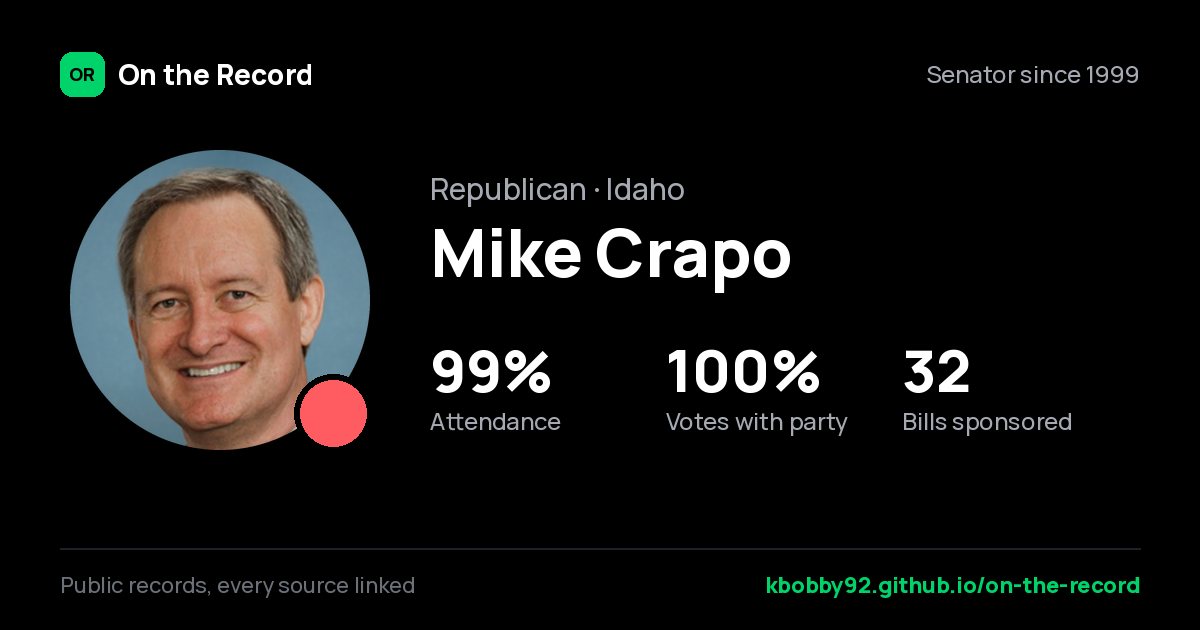 OR On the Record
Senator since 1999
Republican · Idaho
Mike Crapo
99% 100% 32
Attendance Votes with party Bills sponsored
Public records, every source linked
kbobby92.github.io/on-the-record